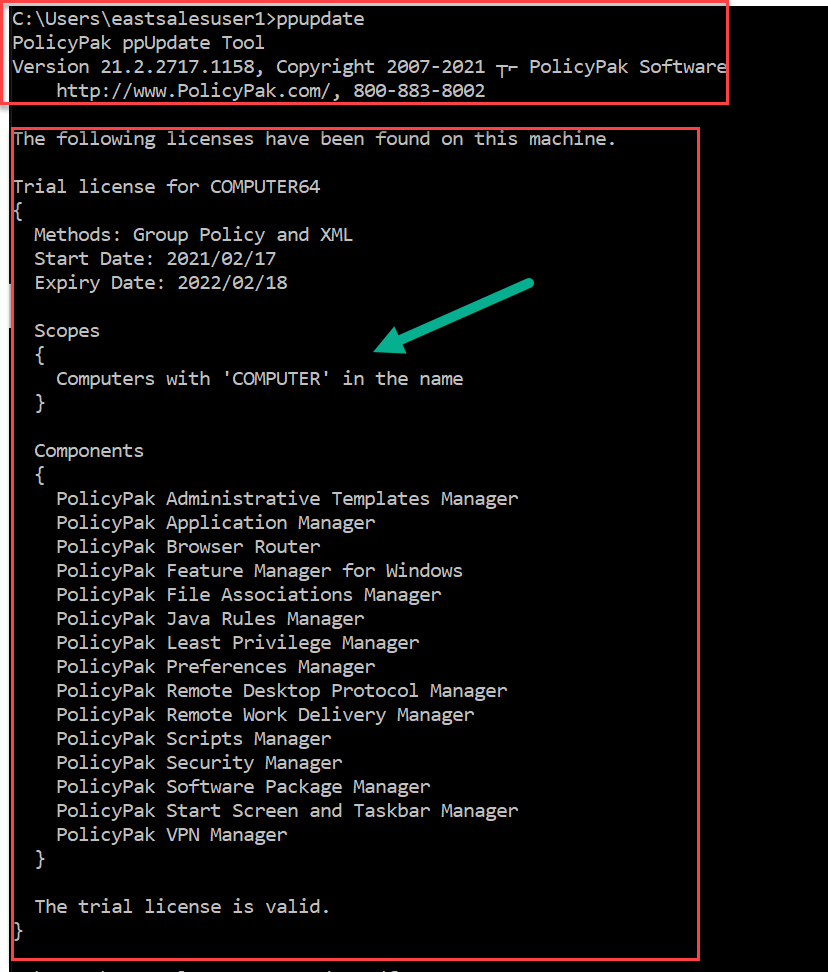 C:\Users\eastsalesuser1>ppupdate
PolicyPak ppUpdate Tool
Version 21.2.2717.1158, Copyright 2007-2021 ┬⌐ PolicyPak Software
http://www.PolicyPak.com/, 800-883-8002
The following licenses have been found on this machine.
Trial license for COMPUTER64
{
Methods: Group Policy and XML
Start Date: 2021/02/17
Expiry Date: 2022/02/18
Scopes
{
Computers with 'COMPUTER' in the name
}
Components
{
PolicyPak Administrative Templates Manager
PolicyPak Application Manager
PolicyPak Browser Router
PolicyPak Feature Manager for Windows
PolicyPak File Associations Manager
PolicyPak Java Rules Manager
PolicyPak Least Privilege Manager
PolicyPak Preferences Manager
PolicyPak Remote Desktop Protocol Manager
PolicyPak Remote Work Delivery Manager
PolicyPak Scripts Manager
PolicyPak Security Manager
PolicyPak Software Package Manager
PolicyPak Start Screen and Taskbar Manager
PolicyPak VPN Manager
}
The trial license is valid.
}